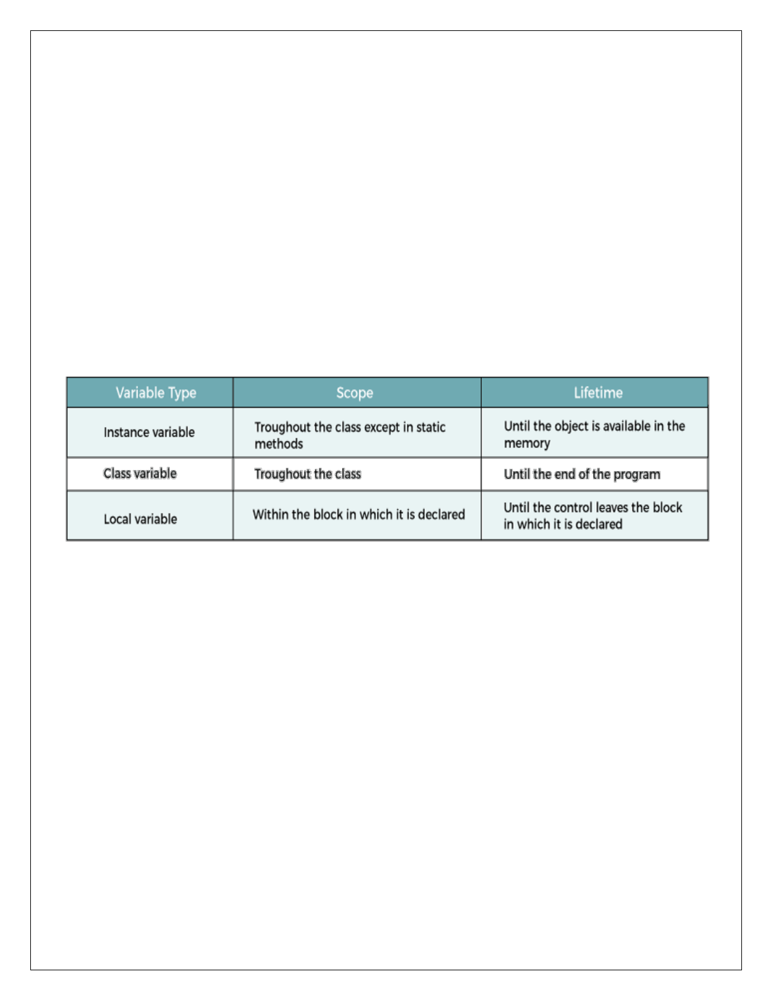 Variable Type Scope Lifetime
Instance variable
Troughout the class except in static
methods
Until the object is available in the
memory
Class variable Troughout the class Until the end of the program
Local variable
Within the block in which it is declared
Until the control leaves the block
in which it is declared